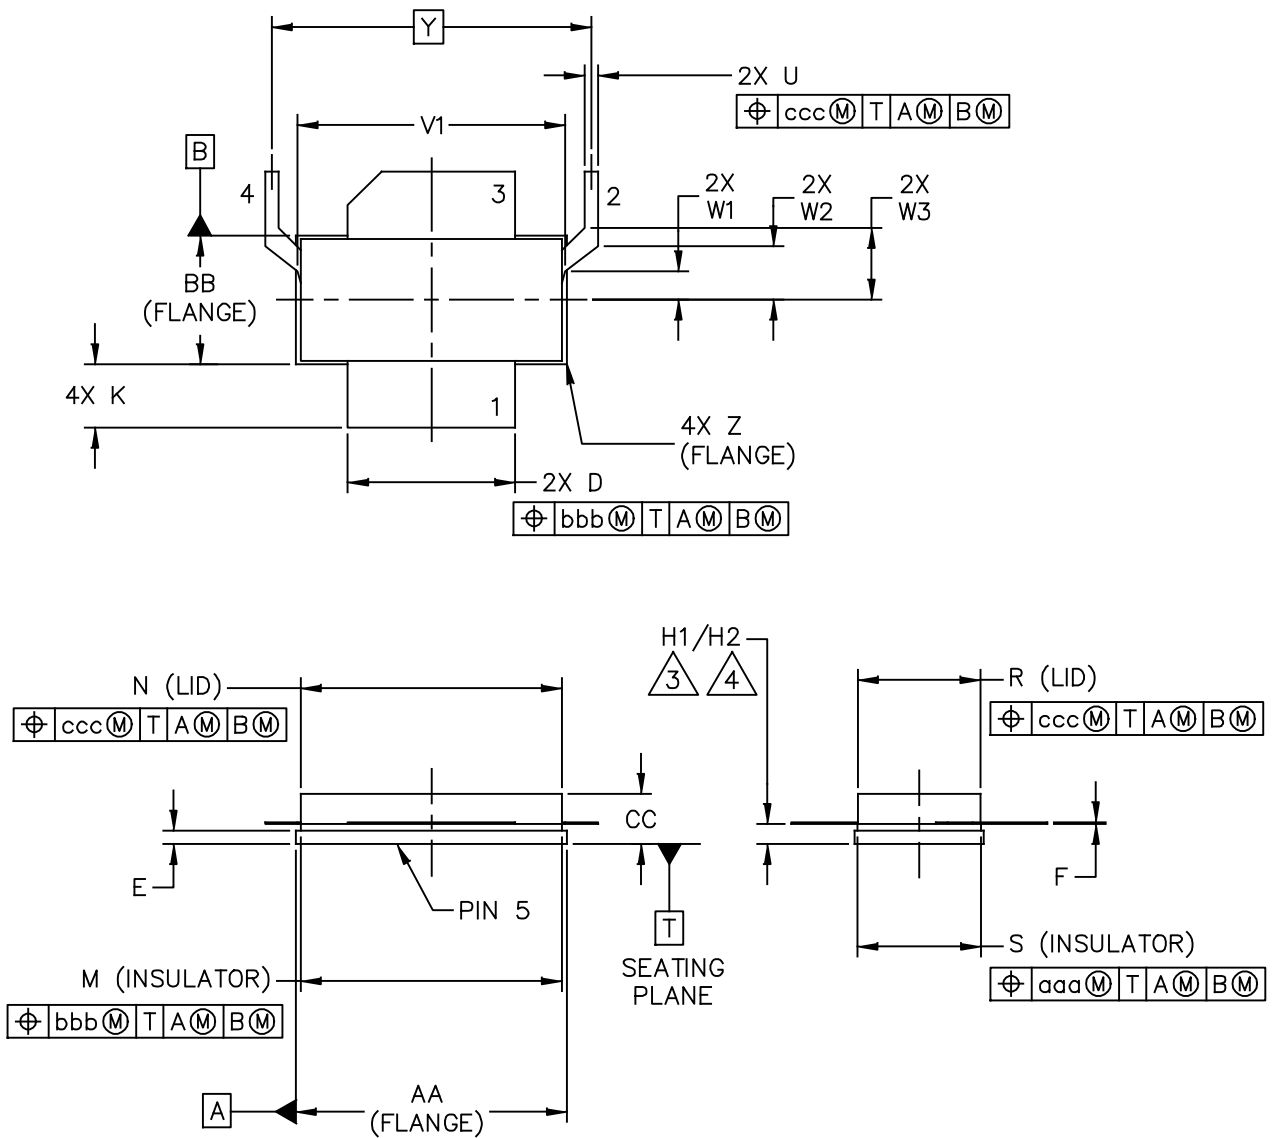 Y
2X U
⌖ ccc Ⓜ T A Ⓜ B Ⓜ
V1
B
4
3
2
2X
W1
2X
W2
2X
W3
BB
(FLANGE)
4X K
1
4X Z
(FLANGE)
2X D
⌖ bbb Ⓜ T A Ⓜ B Ⓜ
H1/H2
3
4
N (LID)
⌖ ccc Ⓜ T A Ⓜ B Ⓜ
R (LID)
⌖ ccc Ⓜ T A Ⓜ B Ⓜ
CC
E
F
PIN 5
T
SEATING
PLANE
M (INSULATOR)
⌖ bbb Ⓜ T A Ⓜ B Ⓜ
S (INSULATOR)
⌖ aaa Ⓜ T A Ⓜ B Ⓜ
A
AA
(FLANGE)